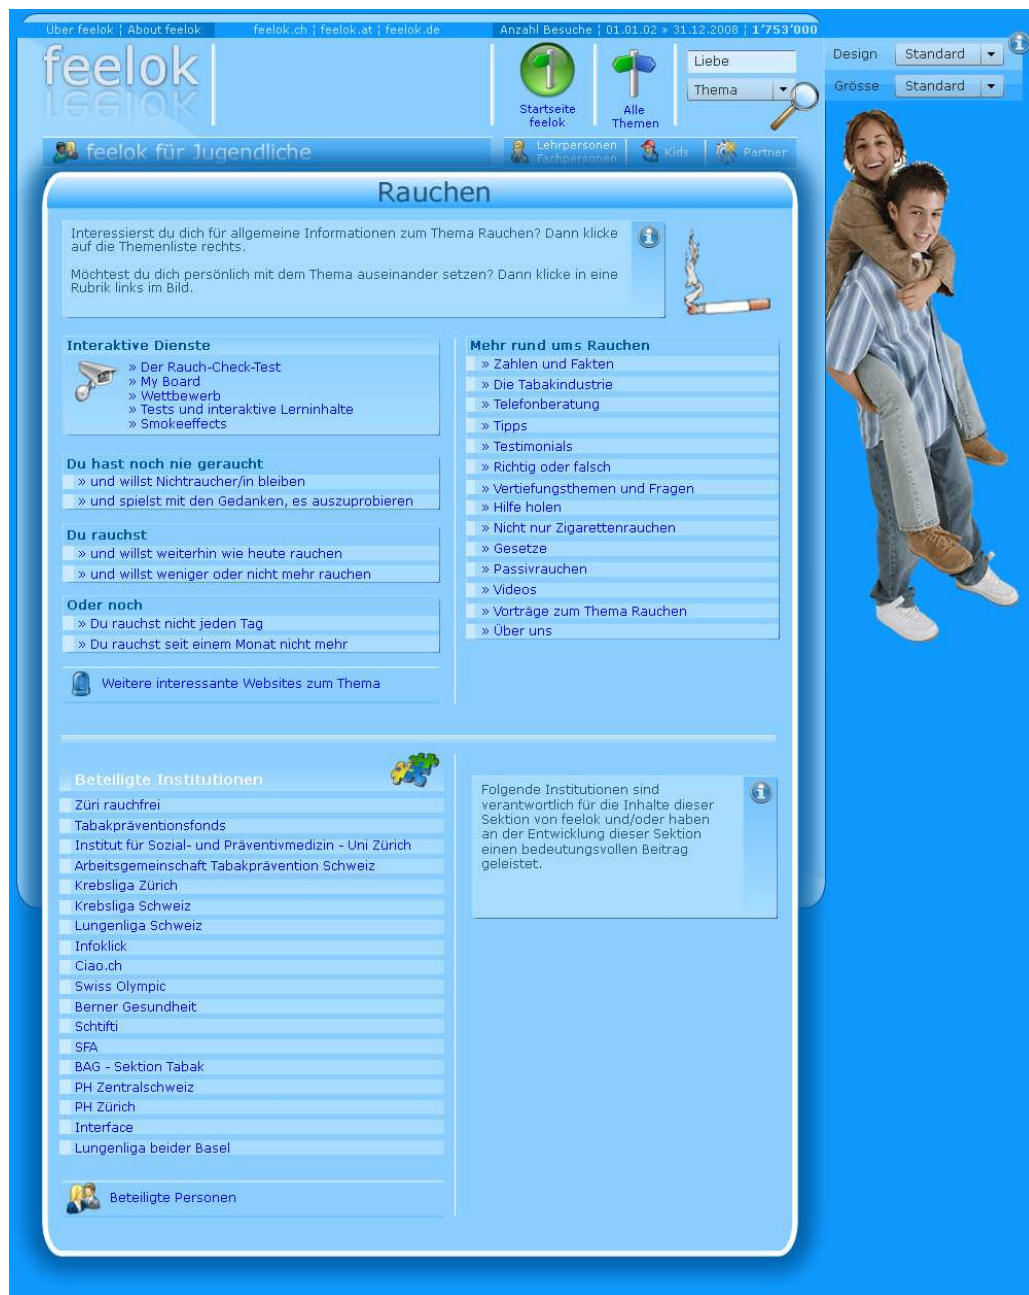 Über feelok ¦ About feelok
feelok.ch ¦ feelok.at ¦ feelok.de
Anzahl Besuche ¦ 01.01.02 » 31.12.2008 ¦ 1'753'000
feelok
Startseite
feelok
Alle
Themen
Liebe
Thema
Design Standard
Grösse Standard
feelok für Jugendliche
Lehrpersonen
Fachpersonen
Kids
Partner
Rauchen
Interessierst du dich für allgemeine Informationen zum Thema Rauchen? Dann klicke
auf die Themenliste rechts.
Möchtest du dich persönlich mit dem Thema auseinander setzen? Dann klicke in eine
Rubrik links im Bild.
Interaktive Dienste
» Der Rauch-Check-Test
» My Board
» Wettbewerb
» Tests und interaktive Lerninhalte
» Smokeeffects
Du hast noch nie geraucht
» und willst Nichtraucher/in bleiben
» und spielst mit den Gedanken, es auszuprobieren
Du rauchst
» und willst weiterhin wie heute rauchen
» und willst weniger oder nicht mehr rauchen
Oder noch
» Du rauchst nicht jeden Tag
» Du rauchst seit einem Monat nicht mehr
Weitere interessante Websites zum Thema
Mehr rund ums Rauchen
» Zahlen und Fakten
» Die Tabakindustrie
» Telefonberatung
» Tipps
» Testimonials
» Richtig oder falsch
» Vertiefungsthemen und Fragen
» Hilfe holen
» Nicht nur Zigarettenrauchen
» Gesetze
» Passivrauchen
» Videos
» Vorträge zum Thema Rauchen
» Über uns
Beteiligte Institutionen
Züri rauchfrei
Tabakpräventionsfonds
Institut für Sozial- und Präventivmedizin - Uni Zürich
Arbeitsgemeinschaft Tabakprävention Schweiz
Krebsliga Zürich
Krebsliga Schweiz
Lungenliga Schweiz
Infoklick
Ciao.ch
Swiss Olympic
Berner Gesundheit
Schtifti
SFA
BAG - Sektion Tabak
PH Zentralschweiz
PH Zürich
Interface
Lungenliga beider Basel
Beteiligte Personen
Folgende Institutionen sind
verantwortlich für die Inhalte dieser
Sektion von feelok und/oder haben
an der Entwicklung dieser Sektion
einen bedeutungsvollen Beitrag
geleistet.